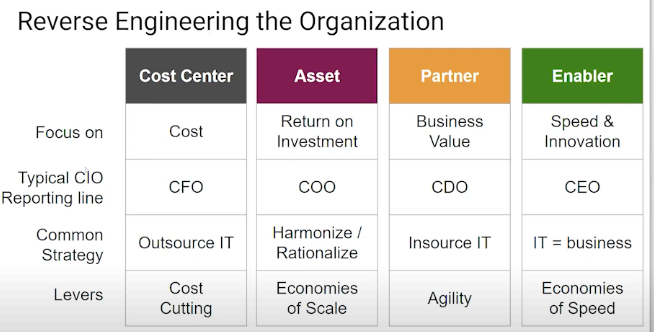 Reverse Engineering the Organization
Cost Center
Asset
Partner
Enabler
Focus on
Cost
Return on
Investment
Business
Value
Speed &
Innovation
Typical CIO
Reporting line
CFO
COO
CDO
CEO
Common
Strategy
Outsource IT
Harmonize /
Rationalize
Insource IT
IT = business
Levers
Cost
Cutting
Economies
of Scale
Agility
Economies
of Speed